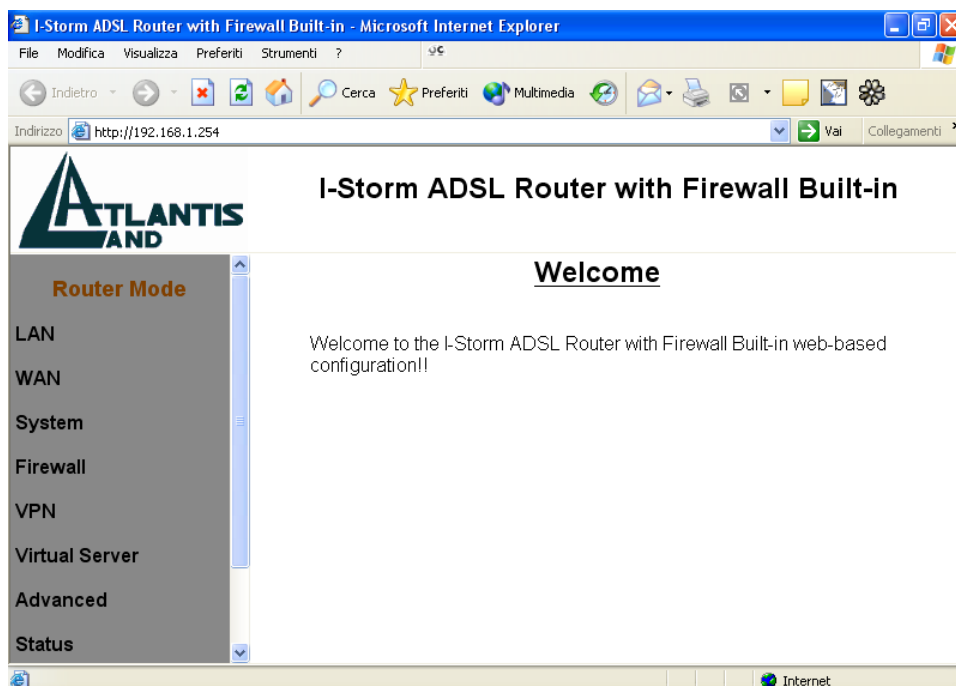 I-Storm ADSL Router with Firewall Built-in - Microsoft Internet Explorer
File Modifica Visualizza Preferiti Strumenti ?
Indietro Cerca Preferiti Multimedia
Indirizzo http://192.168.1.254 Vai Collegamenti
ATLANTIS
LAND
I-Storm ADSL Router with Firewall Built-in
Router Mode
LAN
WAN
System
Firewall
VPN
Virtual Server
Advanced
Status
Welcome
Welcome to the I-Storm ADSL Router with Firewall Built-in web-based
configuration!!
Internet